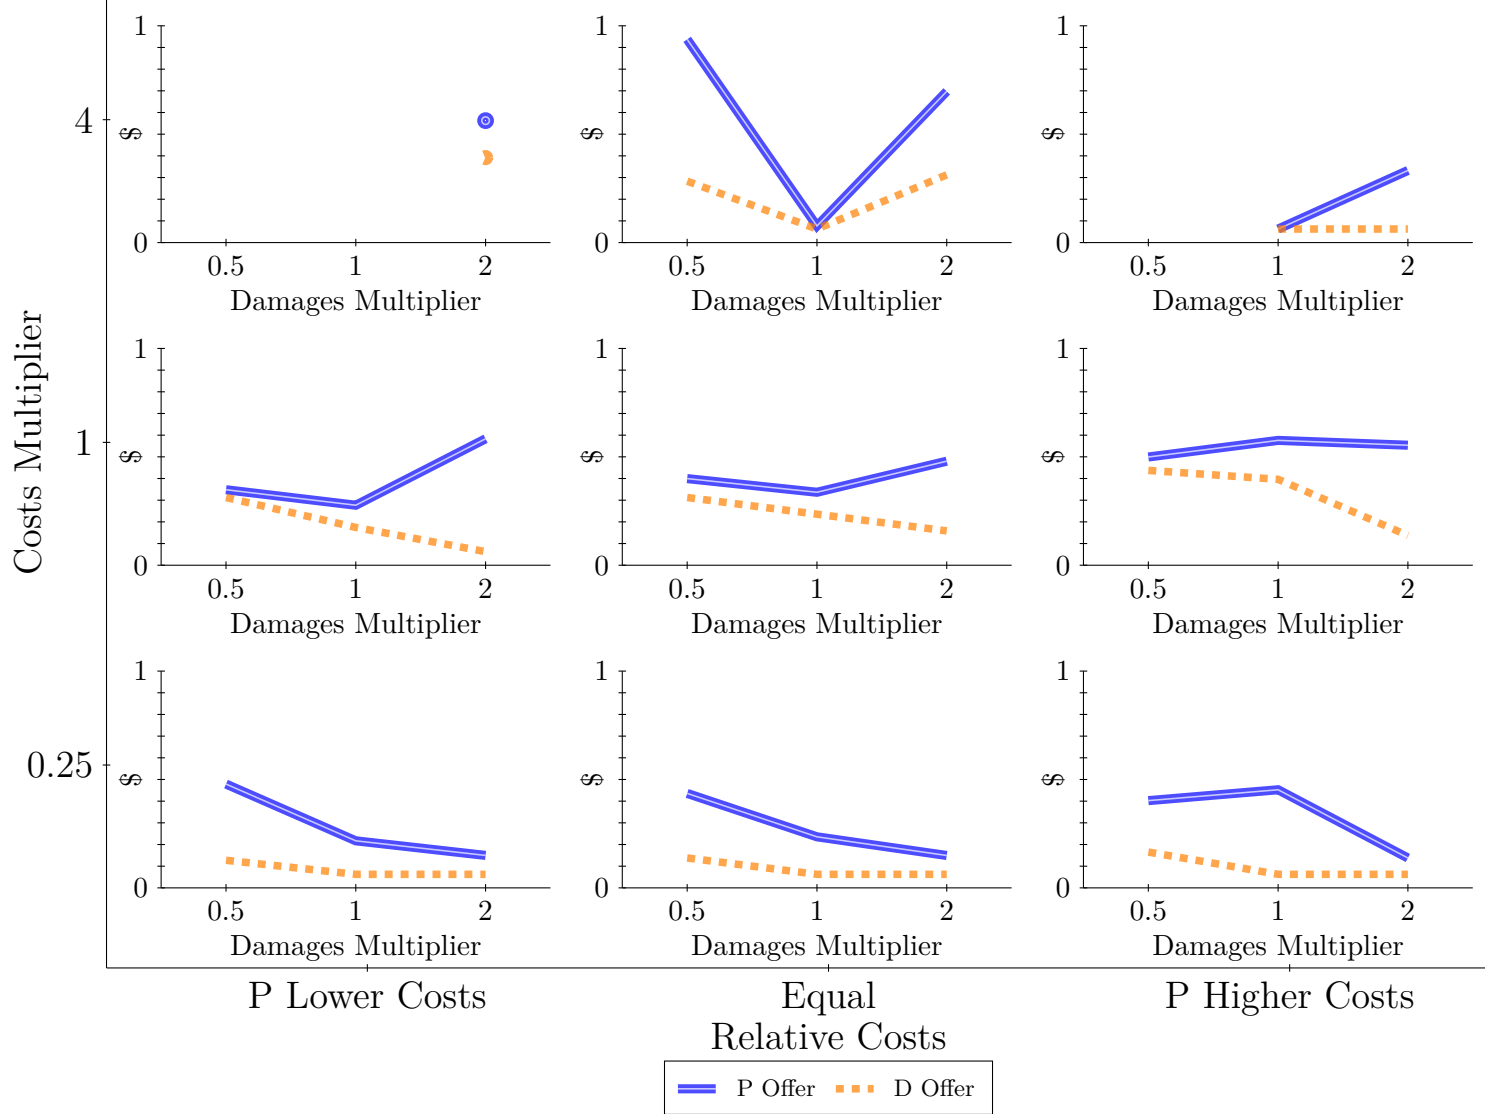 1
$
0
0.5 1 2
Damages Multiplier
1
$
0
0.5 1 2
Damages Multiplier
1
$
0
0.5 1 2
Damages Multiplier
4
1
$
0
0.5 1 2
Damages Multiplier
1
$
0
0.5 1 2
Damages Multiplier
1
$
0
0.5 1 2
Damages Multiplier
Costs Multiplier
1
1
$
0
0.5 1 2
Damages Multiplier
1
$
0
0.5 1 2
Damages Multiplier
1
$
0
0.5 1 2
Damages Multiplier
0.25
P Lower Costs
Equal
P Higher Costs
Relative Costs
P Offer
D Offer